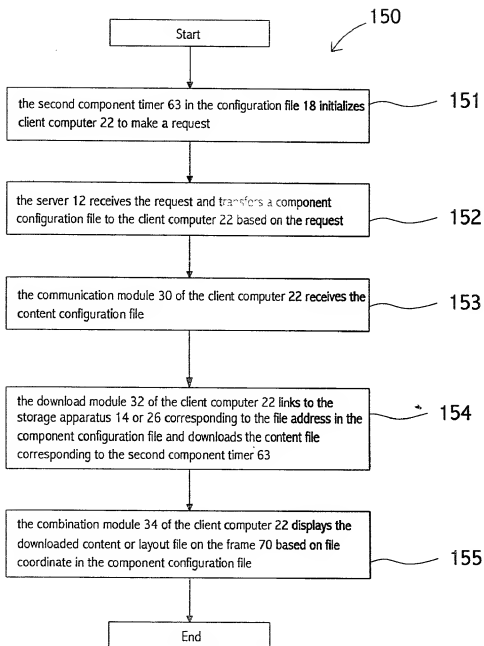 150
Start
the second component timer 63 in the configuration file 18 initializes
client computer 22 to make a request
151
the server 12 receives the request and transfers a component
configuration file to the client computer 22 based on the request
152
the communication module 30 of the client computer 22 receives the
content configuration file
153
the download module 32 of the client computer 22 links to the
storage apparatus 14 or 26 corresponding to the file address in the
component configuration file and downloads the content file
corresponding to the second component timer 63
154
the combination module 34 of the client computer 22 displays the
downloaded content or layout file on the frame 70 based on file
coordinate in the component configuration file
155
End